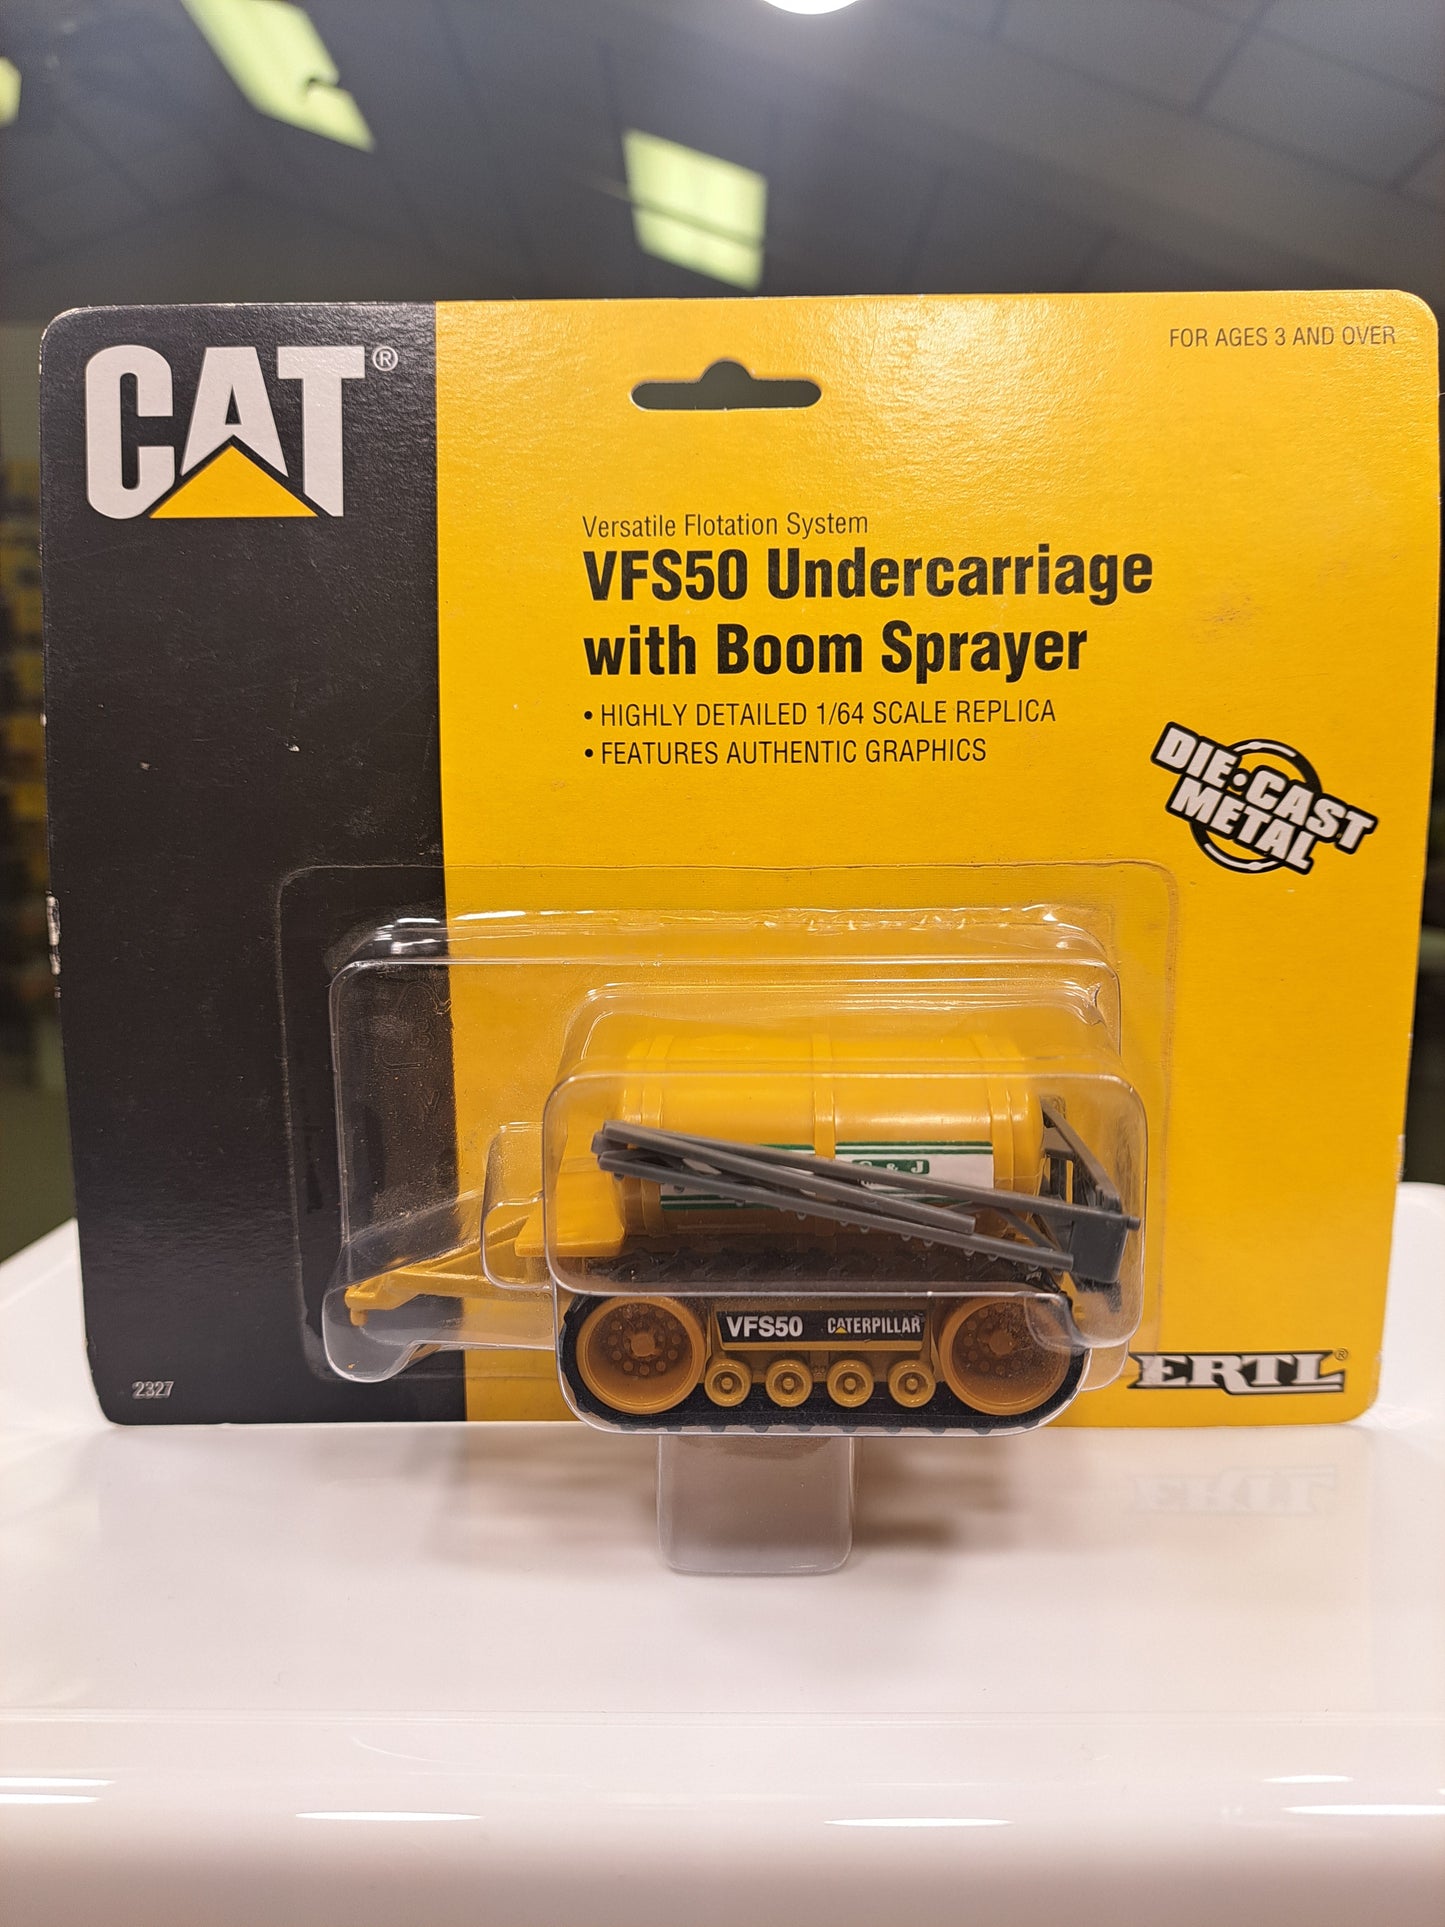 CAT®
FOR AGES 3 AND OVER
Versatile Flotation System
VFS50 Undercarriage
with Boom Sprayer
• HIGHLY DETAILED 1/64 SCALE REPLICA
• FEATURES AUTHENTIC GRAPHICS
DIE•CAST
METAL
& J
VFS50 CATERPILLAR
ERTL®
2327